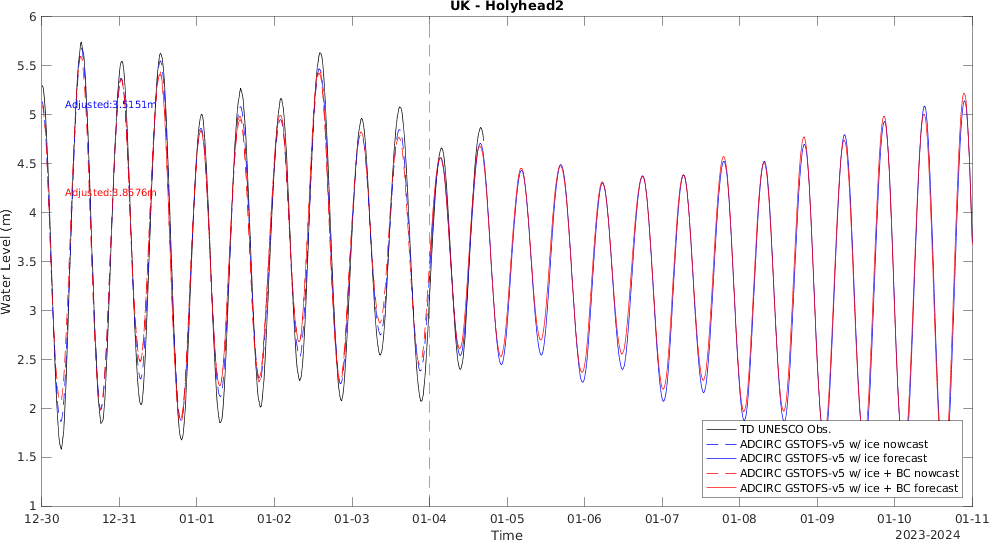 UK - Holyhead2
6
5.5
5
4.5
4
3.5
3
2.5
2
1.5
1
Water Level (m)
Adjusted:3.5151m
Adjusted:3.8576m
TD UNESCO Obs.
ADCIRC GSTOFS-v5 w/ ice nowcast
ADCIRC GSTOFS-v5 w/ ice forecast
ADCIRC GSTOFS-v5 w/ ice + BC nowcast
ADCIRC GSTOFS-v5 w/ ice + BC forecast
12-30 12-31 01-01 01-02 01-03 01-04 01-05 01-06 01-07 01-08 01-09 01-10 01-11
Time
2023-2024